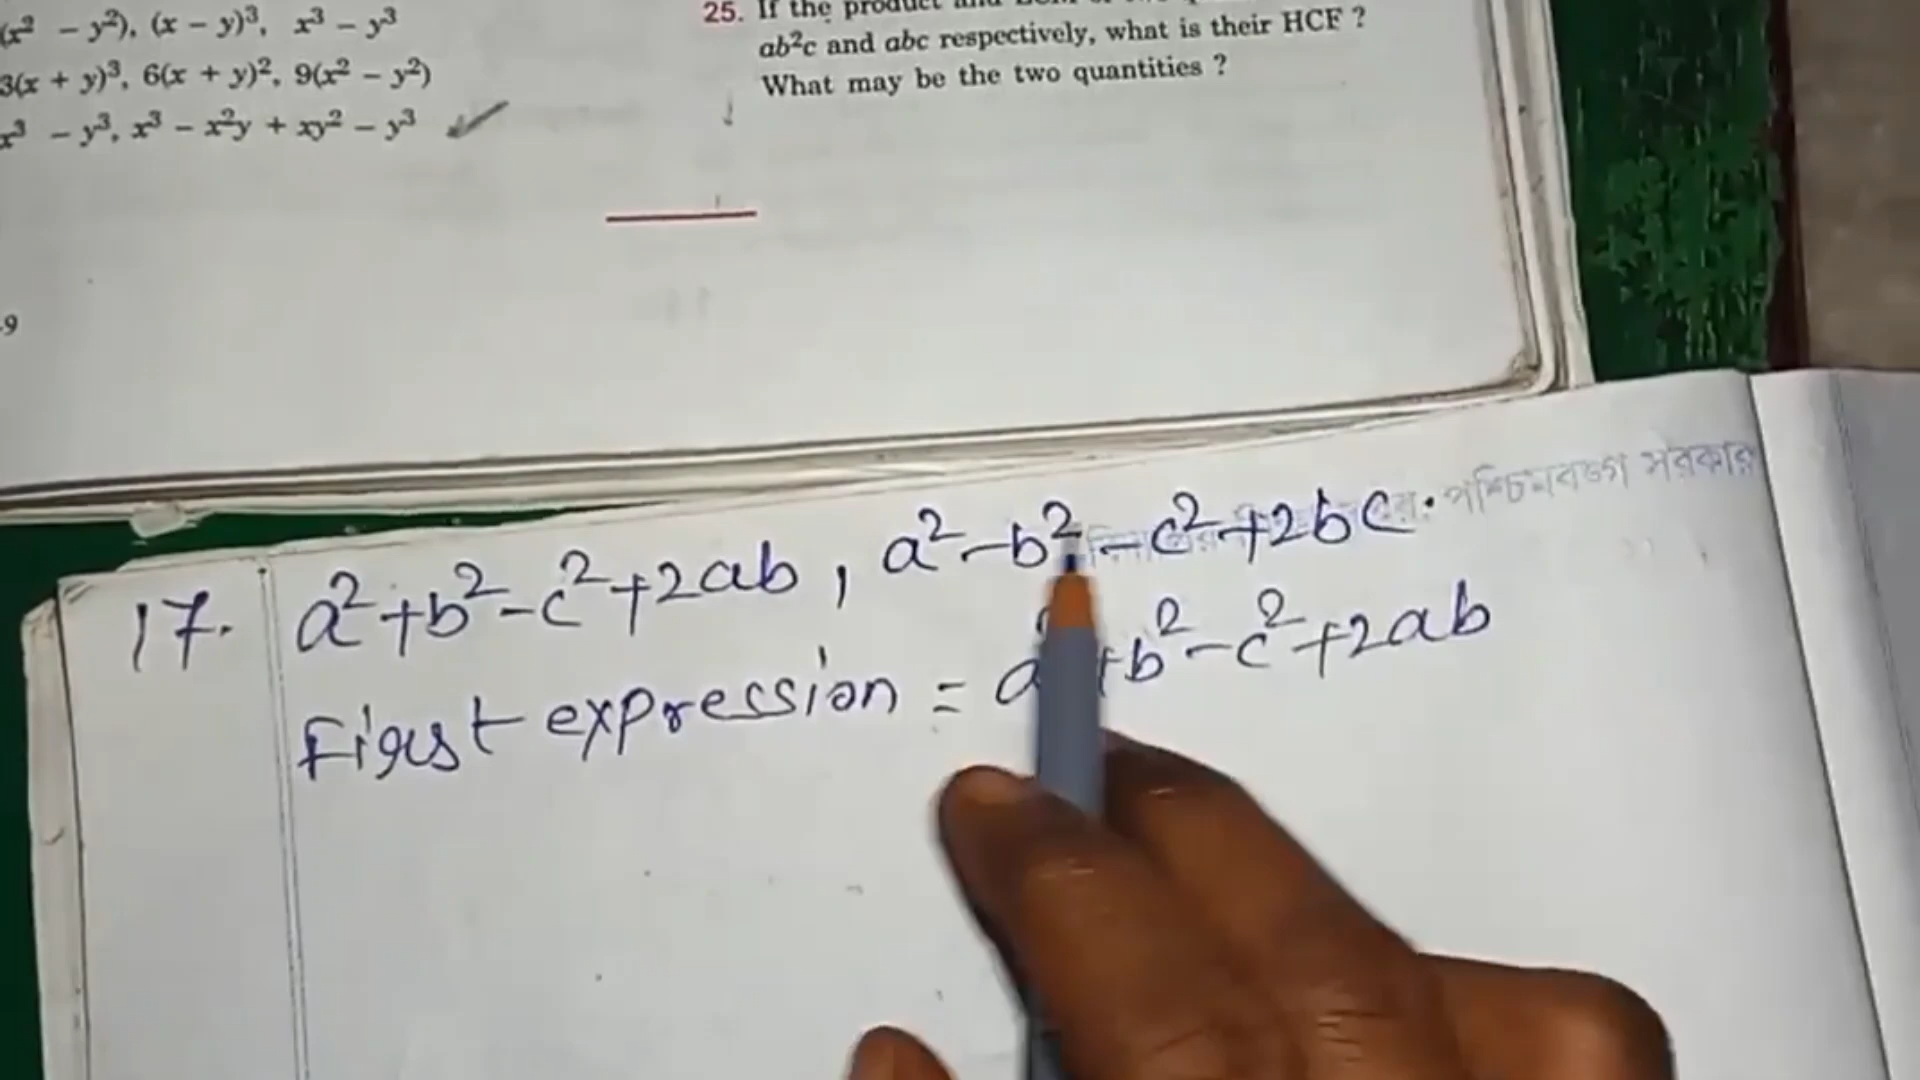 (x² - y²), (x - y)³, x³ - y³
3(x + y)³, 6(x + y)², 9(x² - y²)
x³ - y³, x³ - x²y + xy² - y³
9
25. If the product and
ab²c and abc respectively, what is their HCF ?
What may be the two quantities ?
পশ্চিমবঙ্গ সরকার
17. a²+b²-c²+2ab, a²-b²-c²+2bc.
First expression = a²+b²-c²+2ab